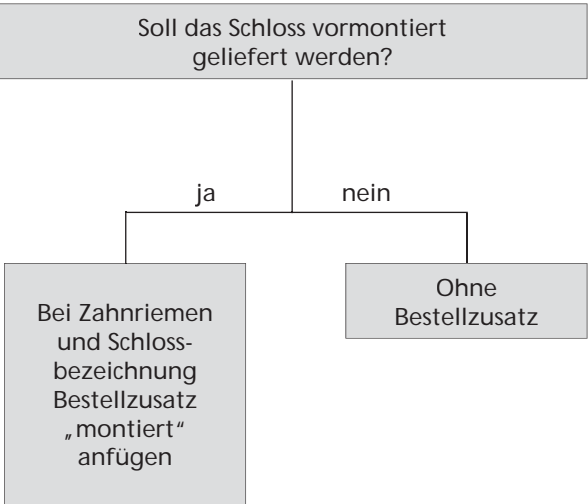 Soll das Schloss vormontiert
geliefert werden?
ja
nein
Bei Zahnriemen
und Schloss-
bezeichnung
Bestellzusatz
„montiert“
anfügen
Ohne
Bestellzusatz